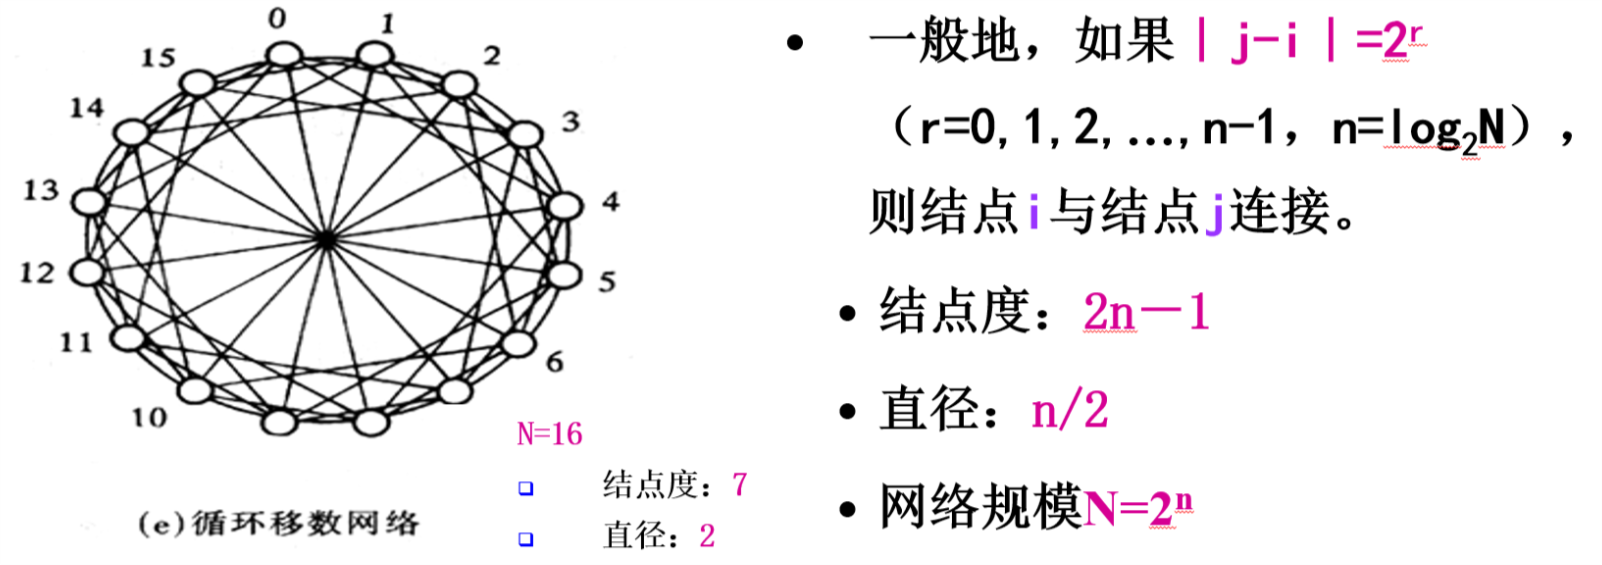 0
1
15
2
14
3
13
4
12
5
11
6
10
N=16
❑ 结点度：7
❑ 直径：2
(e)循环移数网络
• 一般地，如果｜j-i｜=2ʳ
（r=0,1,2,…,n-1，n=log₂N），
则结点i与结点j连接。
• 结点度：2n－1
• 直径：n/2
• 网络规模N=2ⁿ